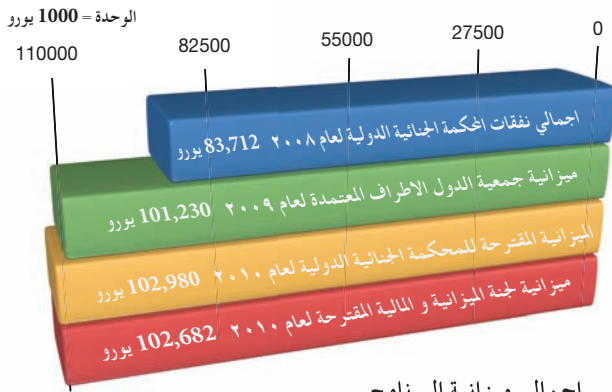 الوحدة = 1000 يورو
110000 82500 55000 27500 0
اجمالي نفقات المحكمة الجنائية الدولية لعام ٢٠٠٨ 83,712 يورو
ميزانية جمعية الدول الاطراف المعتمدة لعام ٢٠٠٩ 101,230 يورو
الميزانية المقترحة للمحكمة الجنائية الدولية لعام ٢٠١٠ 102,980 يورو
ميزانية لجنة الميزانية و المالية المقترحة لعام ٢٠١٠ 102,682 يورو